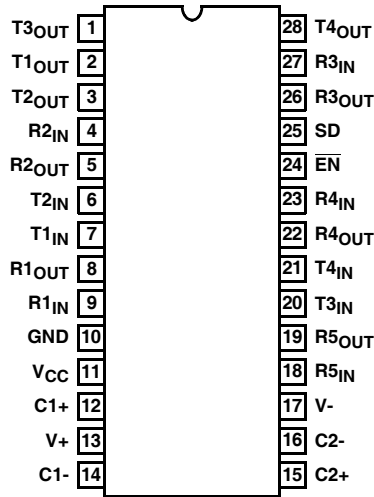 T3OUT 1 28 T4OUT
T1OUT 2 27 R3IN
T2OUT 3 26 R3OUT
R2IN 4 25 SD
R2OUT 5 24 E̅N̅
T2IN 6 23 R4IN
T1IN 7 22 R4OUT
R1OUT 8 21 T4IN
R1IN 9 20 T3IN
GND 10 19 R5OUT
VCC 11 18 R5IN
C1+ 12 17 V-
V+ 13 16 C2-
C1- 14 15 C2+